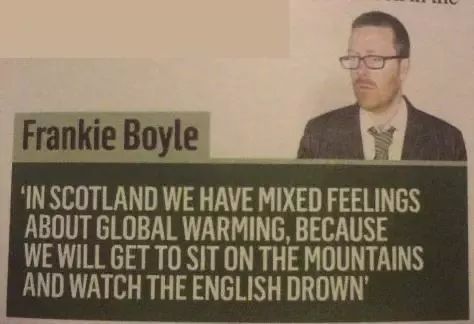 Frankie Boyle
'IN SCOTLAND WE HAVE MIXED FEELINGS
ABOUT GLOBAL WARMING, BECAUSE
WE WILL GET TO SIT ON THE MOUNTAINS
AND WATCH THE ENGLISH DROWN'